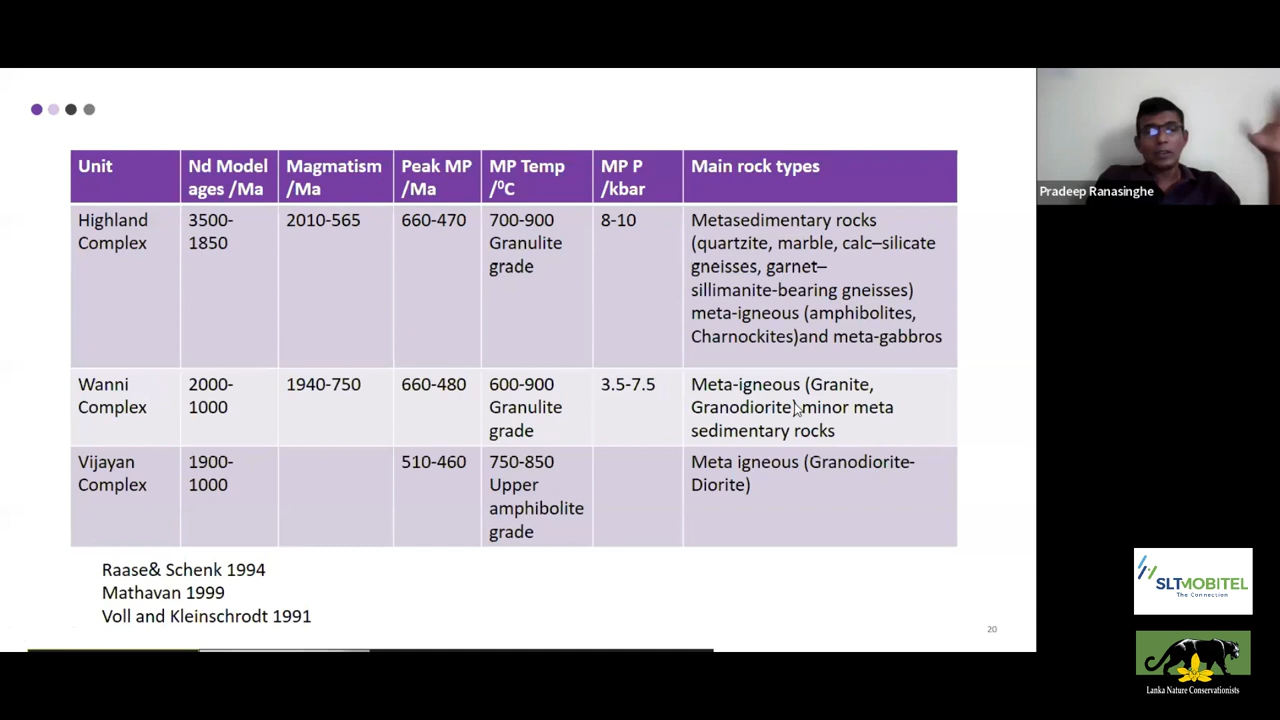 Unit
Nd Model
ages /Ma
Magmatism
/Ma
Peak MP
/Ma
MP Temp
/⁰C
MP P
/kbar
Main rock types
Highland
Complex
3500-
1850
2010-565
660-470
700-900
Granulite
grade
8-10
Metasedimentary rocks
(quartzite, marble, calc–silicate
gneisses, garnet–
sillimanite-bearing gneisses)
meta-igneous (amphibolites,
Charnockites)and meta-gabbros
Wanni
Complex
2000-
1000
1940-750
660-480
600-900
Granulite
grade
3.5-7.5
Meta-igneous (Granite,
Granodiorite) minor meta
sedimentary rocks
Vijayan
Complex
1900-
1000
510-460
750-850
Upper
amphibolite
grade
Meta igneous (Granodiorite-
Diorite)
Raase& Schenk 1994
Mathavan 1999
Voll and Kleinschrodt 1991
20
Pradeep Ranasinghe
SLTMOBITEL
The Connection
Lanka Nature Conservationists